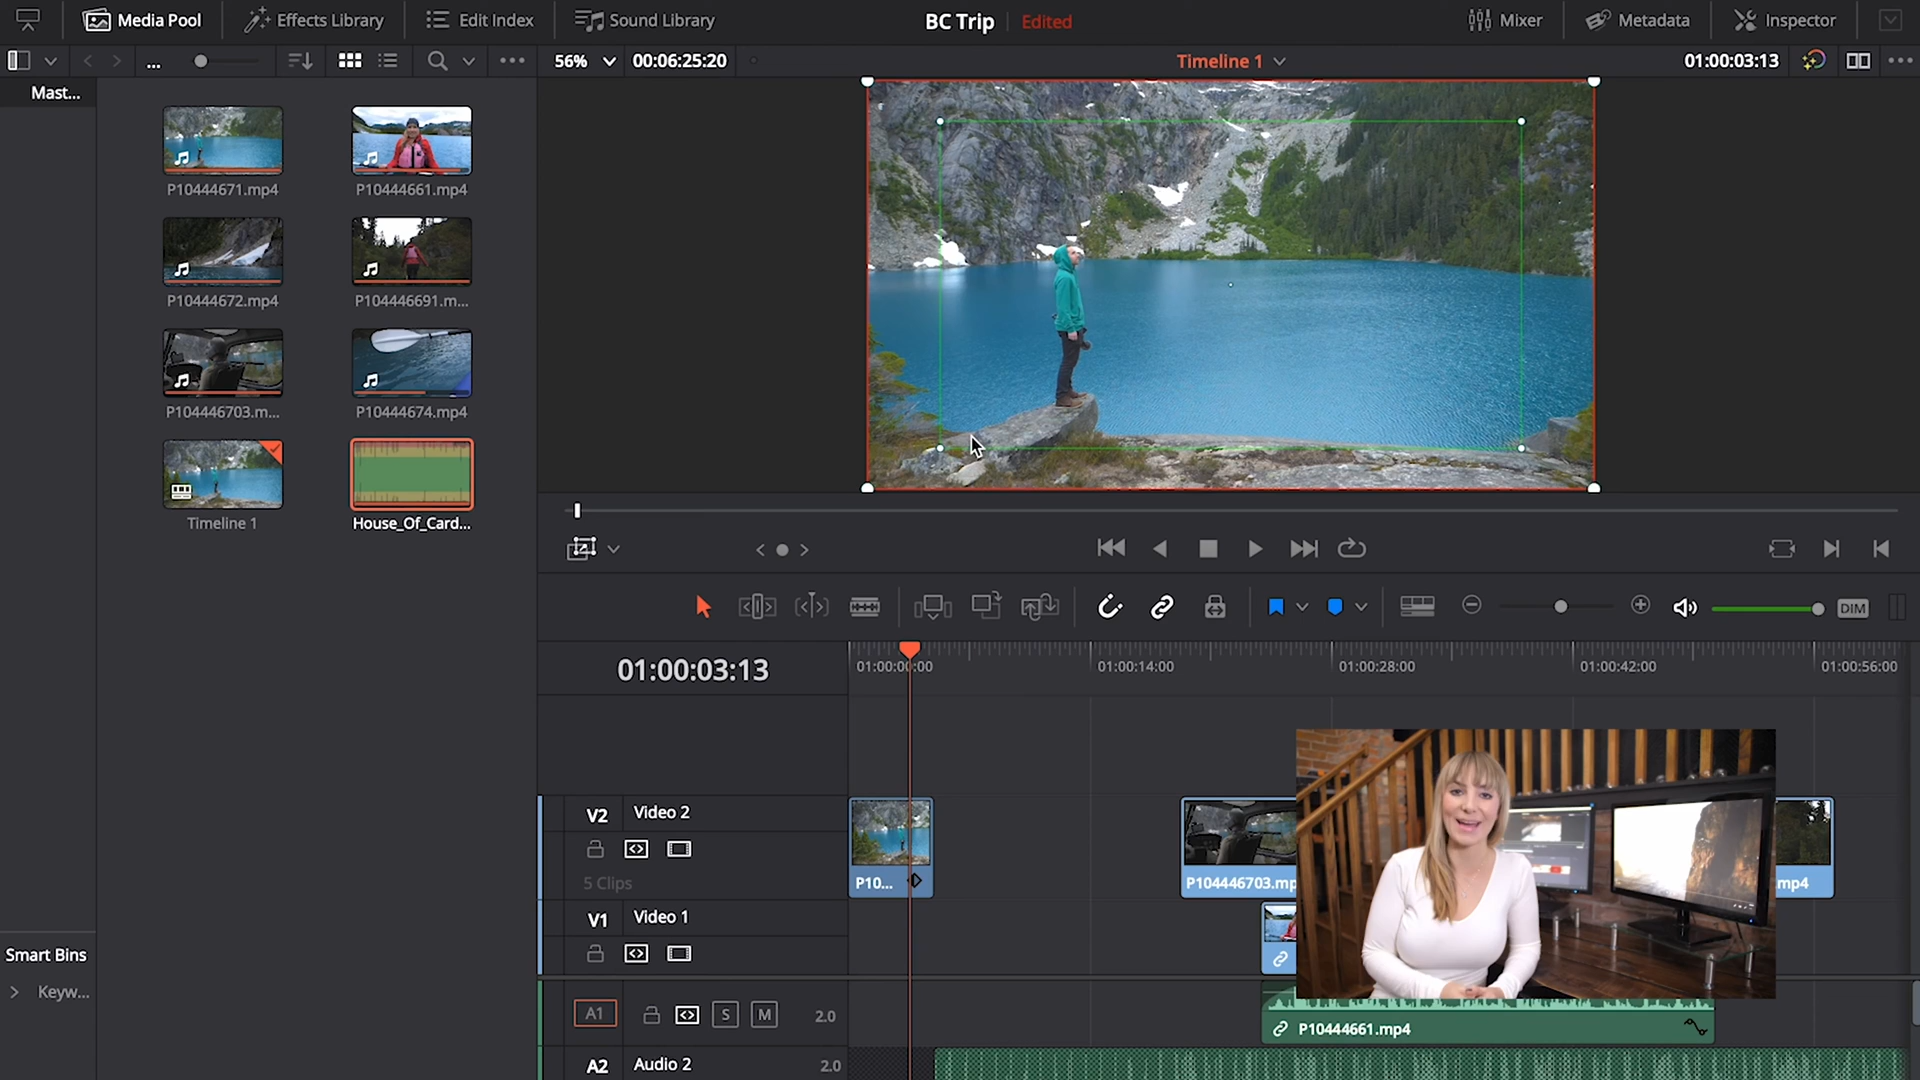 Media Pool
Effects Library
Edit Index
Sound Library
BC Trip
Edited
Mixer
Metadata
Inspector
...
56%
00:06:25:20
Timeline 1
01:00:03:13
Mast...
P10444671.mp4
P10444661.mp4
P10444672.mp4
P104446691.m...
P104446703.m...
P10444674.mp4
Timeline 1
House_Of_Card...
DIM
01:00:03:13
01:00:00:00
01:00:14:00
01:00:28:00
01:00:42:00
01:00:56:00
V2
Video 2
5 Clips
P10...
P104446703.mp
mp4
V1
Video 1
Smart Bins
Keyw...
A1
S
M
2.0
P10444661.mp4
A2
Audio 2
2.0